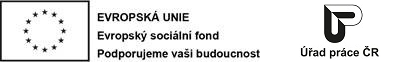 EVROPSKÁ UNIE
Evropský sociální fond
Podporujeme vaši budoucnost
Úřad práce ČR